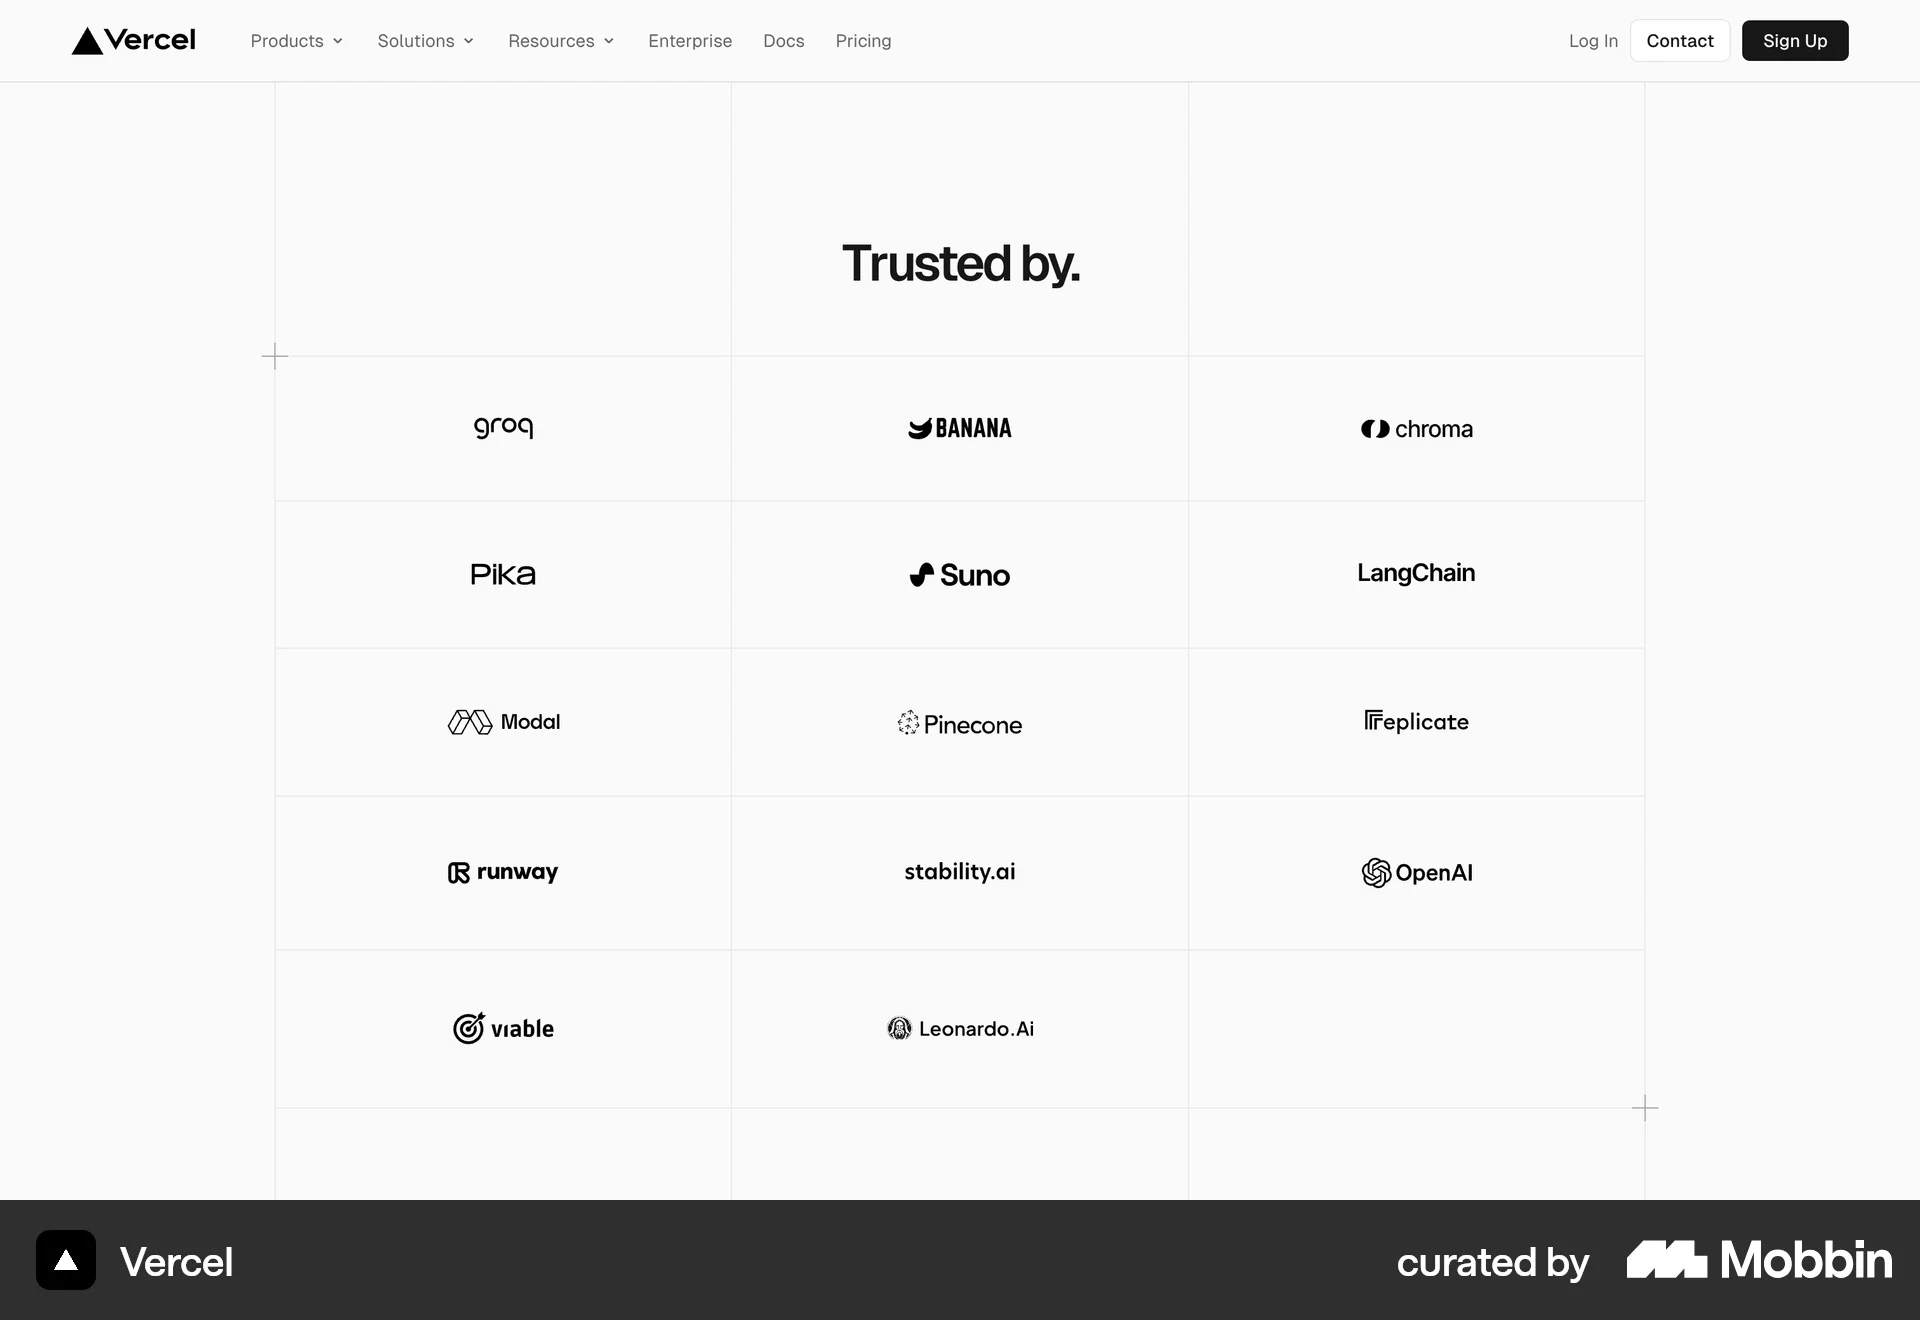 Vercel Products Solutions Resources Enterprise Docs Pricing Log In Contact Sign Up
Trusted by.
groq BANANA chroma
Pika Suno LangChain
Modal Pinecone replicate
runway stability.ai OpenAI
viable Leonardo.Ai
Vercel curated by Mobbin